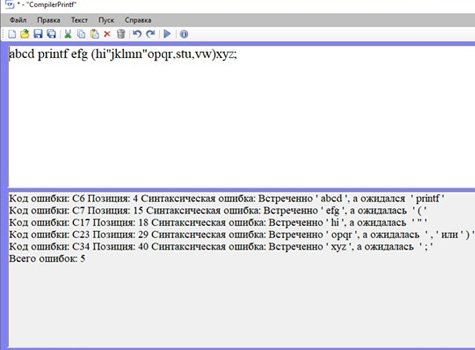 * - "CompilerPrintf"
Файл Правка Текст Пуск Справка
abcd printf efg (hi"jklmn"opqr,stu,vw)xyz;
Код ошибки: C6 Позиция: 4 Синтаксическая ошибка: Встреченно ' abcd ', а ожидался ' printf '
Код ошибки: C7 Позиция: 15 Синтаксическая ошибка: Встреченно ' efg ', а ожидалась ' ( '
Код ошибки: C17 Позиция: 18 Синтаксическая ошибка: Встреченно ' hi ', а ожидалась ' " '
Код ошибки: C23 Позиция: 29 Синтаксическая ошибка: Встреченно ' opqr ', а ожидалась ' , ' или ' ) '
Код ошибки: C34 Позиция: 40 Синтаксическая ошибка: Встреченно ' xyz ', а ожидалась ' ; '
Всего ошибок: 5